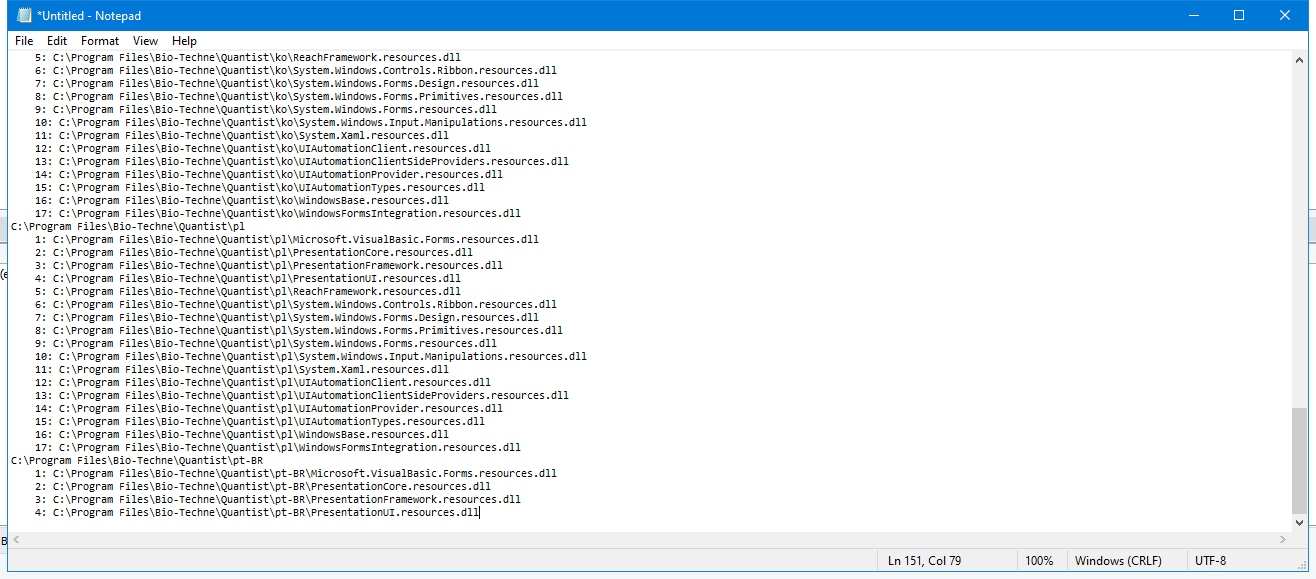 *Untitled - Notepad
File Edit Format View Help
5: C:\Program Files\Bio-Techne\Quantist\ko\ReachFramework.resources.dll
6: C:\Program Files\Bio-Techne\Quantist\ko\System.Windows.Controls.Ribbon.resources.dll
7: C:\Program Files\Bio-Techne\Quantist\ko\System.Windows.Forms.Design.resources.dll
8: C:\Program Files\Bio-Techne\Quantist\ko\System.Windows.Forms.Primitives.resources.dll
9: C:\Program Files\Bio-Techne\Quantist\ko\System.Windows.Forms.resources.dll
10: C:\Program Files\Bio-Techne\Quantist\ko\System.Windows.Input.Manipulations.resources.dll
11: C:\Program Files\Bio-Techne\Quantist\ko\System.Xaml.resources.dll
12: C:\Program Files\Bio-Techne\Quantist\ko\UIAutomationClient.resources.dll
13: C:\Program Files\Bio-Techne\Quantist\ko\UIAutomationClientSideProviders.resources.dll
14: C:\Program Files\Bio-Techne\Quantist\ko\UIAutomationProvider.resources.dll
15: C:\Program Files\Bio-Techne\Quantist\ko\UIAutomationTypes.resources.dll
16: C:\Program Files\Bio-Techne\Quantist\ko\WindowsBase.resources.dll
17: C:\Program Files\Bio-Techne\Quantist\ko\WindowsFormsIntegration.resources.dll
C:\Program Files\Bio-Techne\Quantist\pl
1: C:\Program Files\Bio-Techne\Quantist\pl\Microsoft.VisualBasic.Forms.resources.dll
2: C:\Program Files\Bio-Techne\Quantist\pl\PresentationCore.resources.dll
3: C:\Program Files\Bio-Techne\Quantist\pl\PresentationFramework.resources.dll
4: C:\Program Files\Bio-Techne\Quantist\pl\PresentationUI.resources.dll
5: C:\Program Files\Bio-Techne\Quantist\pl\ReachFramework.resources.dll
6: C:\Program Files\Bio-Techne\Quantist\pl\System.Windows.Controls.Ribbon.resources.dll
7: C:\Program Files\Bio-Techne\Quantist\pl\System.Windows.Forms.Design.resources.dll
8: C:\Program Files\Bio-Techne\Quantist\pl\System.Windows.Forms.Primitives.resources.dll
9: C:\Program Files\Bio-Techne\Quantist\pl\System.Windows.Forms.resources.dll
10: C:\Program Files\Bio-Techne\Quantist\pl\System.Windows.Input.Manipulations.resources.dll
11: C:\Program Files\Bio-Techne\Quantist\pl\System.Xaml.resources.dll
12: C:\Program Files\Bio-Techne\Quantist\pl\UIAutomationClient.resources.dll
13: C:\Program Files\Bio-Techne\Quantist\pl\UIAutomationClientSideProviders.resources.dll
14: C:\Program Files\Bio-Techne\Quantist\pl\UIAutomationProvider.resources.dll
15: C:\Program Files\Bio-Techne\Quantist\pl\UIAutomationTypes.resources.dll
16: C:\Program Files\Bio-Techne\Quantist\pl\WindowsBase.resources.dll
17: C:\Program Files\Bio-Techne\Quantist\pl\WindowsFormsIntegration.resources.dll
C:\Program Files\Bio-Techne\Quantist\pt-BR
1: C:\Program Files\Bio-Techne\Quantist\pt-BR\Microsoft.VisualBasic.Forms.resources.dll
2: C:\Program Files\Bio-Techne\Quantist\pt-BR\PresentationCore.resources.dll
3: C:\Program Files\Bio-Techne\Quantist\pt-BR\PresentationFramework.resources.dll
4: C:\Program Files\Bio-Techne\Quantist\pt-BR\PresentationUI.resources.dll
Ln 151, Col 79 100% Windows (CRLF) UTF-8